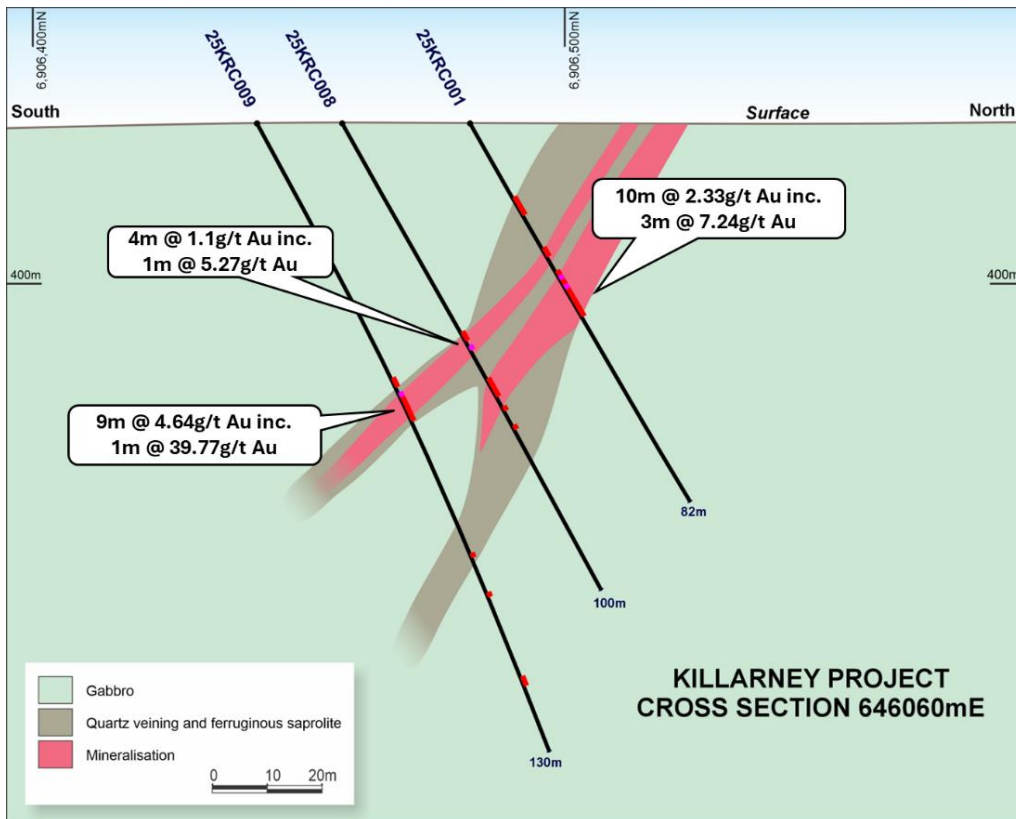 6,906,400mN
6,906,500mN
25KRC009
25KRC008
25KRC001
South
Surface
North
10m @ 2.33g/t Au inc.
3m @ 7.24g/t Au
4m @ 1.1g/t Au inc.
1m @ 5.27g/t Au
400m
400m
9m @ 4.64g/t Au inc.
1m @ 39.77g/t Au
82m
100m
130m
KILLARNEY PROJECT
CROSS SECTION 646060mE
Gabbro
Quartz veining and ferruginous saprolite
Mineralisation
0 10 20m